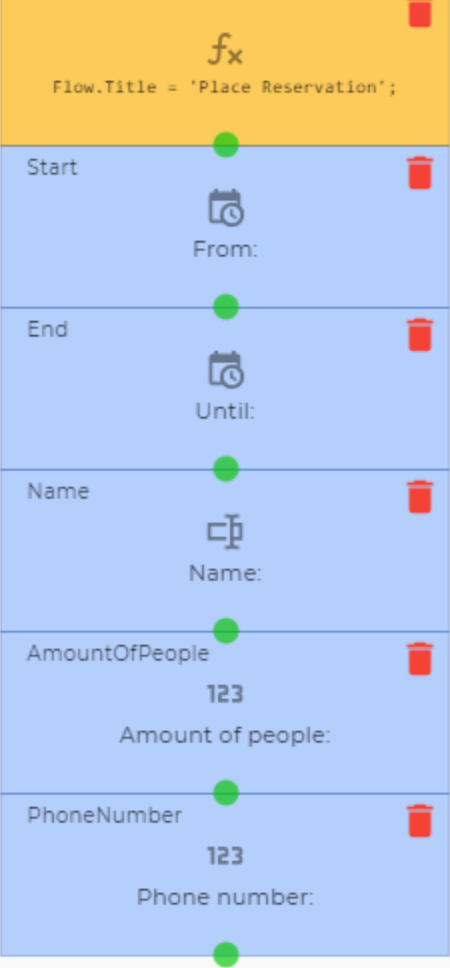 fx
Flow.Title = 'Place Reservation';
Start
From:
End
Until:
Name
Name:
AmountOfPeople
123
Amount of people:
PhoneNumber
123
Phone number: